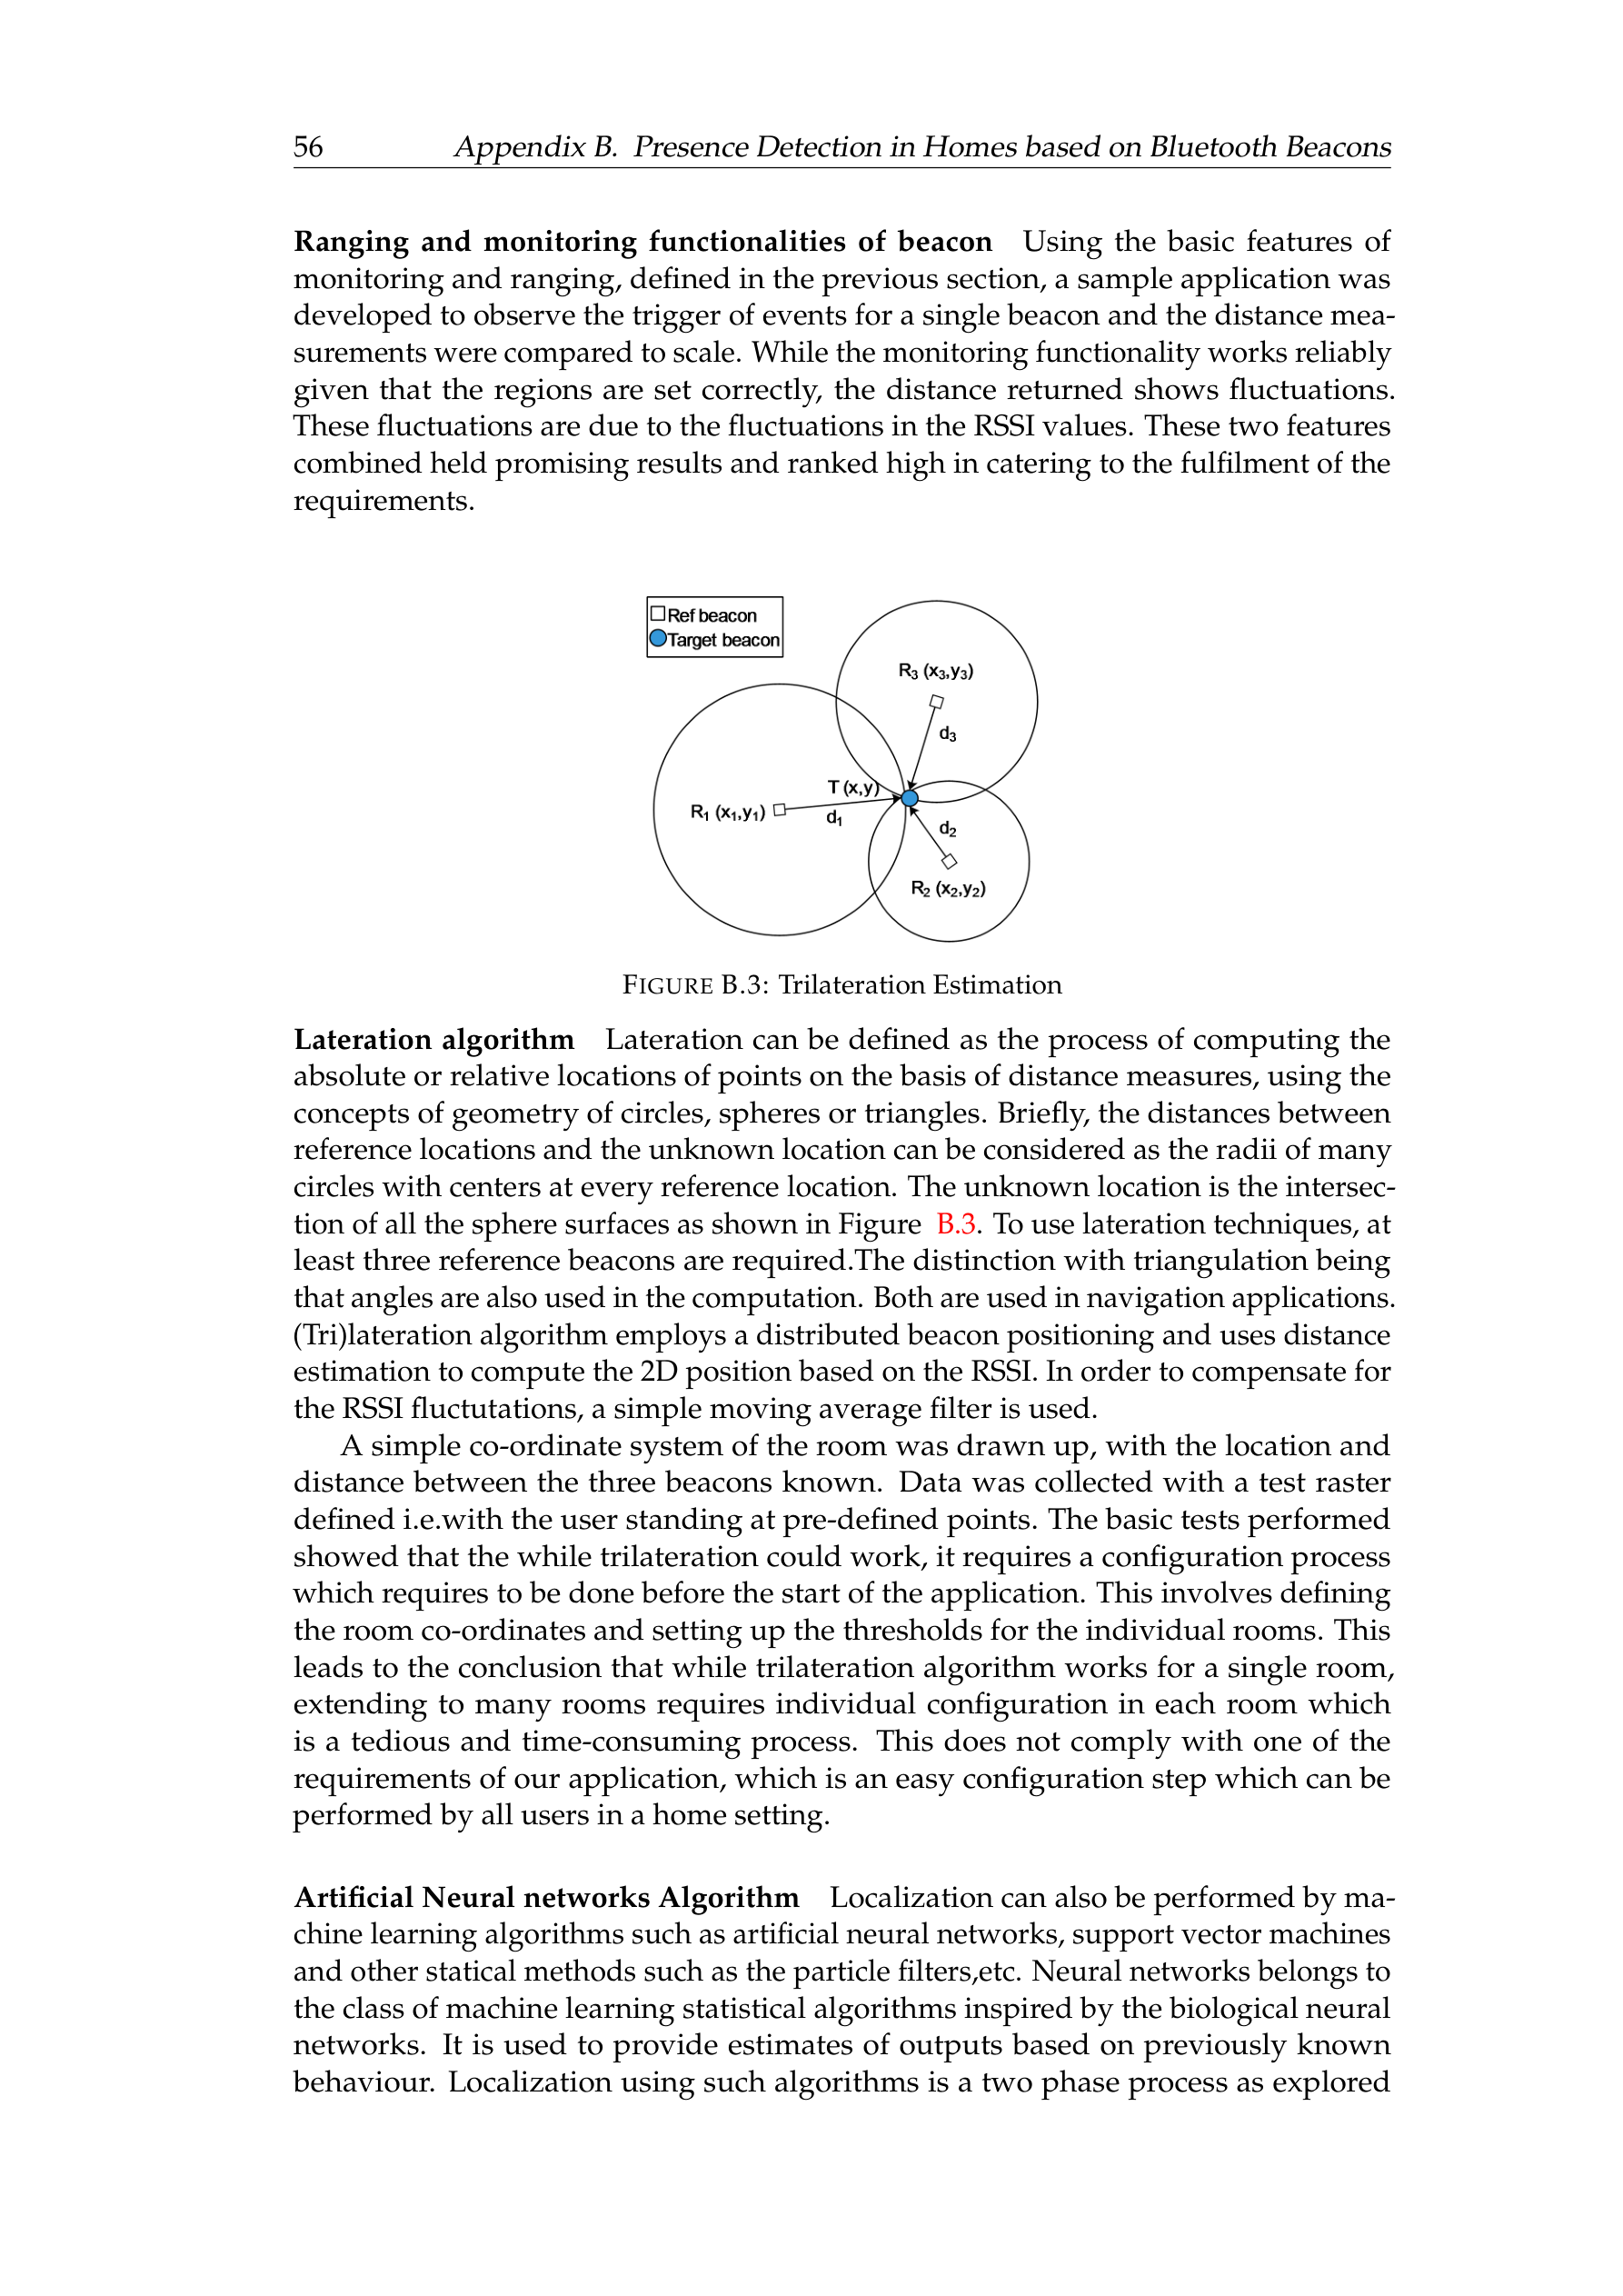 56 Appendix B. Presence Detection in Homes based on Bluetooth Beacons
Ranging and monitoring functionalities of beacon Using the basic features of
monitoring and ranging, defined in the previous section, a sample application was
developed to observe the trigger of events for a single beacon and the distance mea-
surements were compared to scale. While the monitoring functionality works reliably
given that the regions are set correctly, the distance returned shows fluctuations.
These fluctuations are due to the fluctuations in the RSSI values. These two features
combined held promising results and ranked high in catering to the fulfilment of the
requirements.
Ref beacon
Target beacon
R3 (x3,y3)
d3
T (x,y)
R1 (x1,y1)
d1
d2
R2 (x2,y2)
FIGURE B.3: Trilateration Estimation
Lateration algorithm Lateration can be defined as the process of computing the
absolute or relative locations of points on the basis of distance measures, using the
concepts of geometry of circles, spheres or triangles. Briefly, the distances between
reference locations and the unknown location can be considered as the radii of many
circles with centers at every reference location. The unknown location is the intersec-
tion of all the sphere surfaces as shown in Figure B.3. To use lateration techniques, at
least three reference beacons are required.The distinction with triangulation being
that angles are also used in the computation. Both are used in navigation applications.
(Tri)lateration algorithm employs a distributed beacon positioning and uses distance
estimation to compute the 2D position based on the RSSI. In order to compensate for
the RSSI fluctutations, a simple moving average filter is used.
A simple co-ordinate system of the room was drawn up, with the location and
distance between the three beacons known. Data was collected with a test raster
defined i.e.with the user standing at pre-defined points. The basic tests performed
showed that the while trilateration could work, it requires a configuration process
which requires to be done before the start of the application. This involves defining
the room co-ordinates and setting up the thresholds for the individual rooms. This
leads to the conclusion that while trilateration algorithm works for a single room,
extending to many rooms requires individual configuration in each room which
is a tedious and time-consuming process. This does not comply with one of the
requirements of our application, which is an easy configuration step which can be
performed by all users in a home setting.
Artificial Neural networks Algorithm Localization can also be performed by ma-
chine learning algorithms such as artificial neural networks, support vector machines
and other statical methods such as the particle filters,etc. Neural networks belongs to
the class of machine learning statistical algorithms inspired by the biological neural
networks. It is used to provide estimates of outputs based on previously known
behaviour. Localization using such algorithms is a two phase process as explored